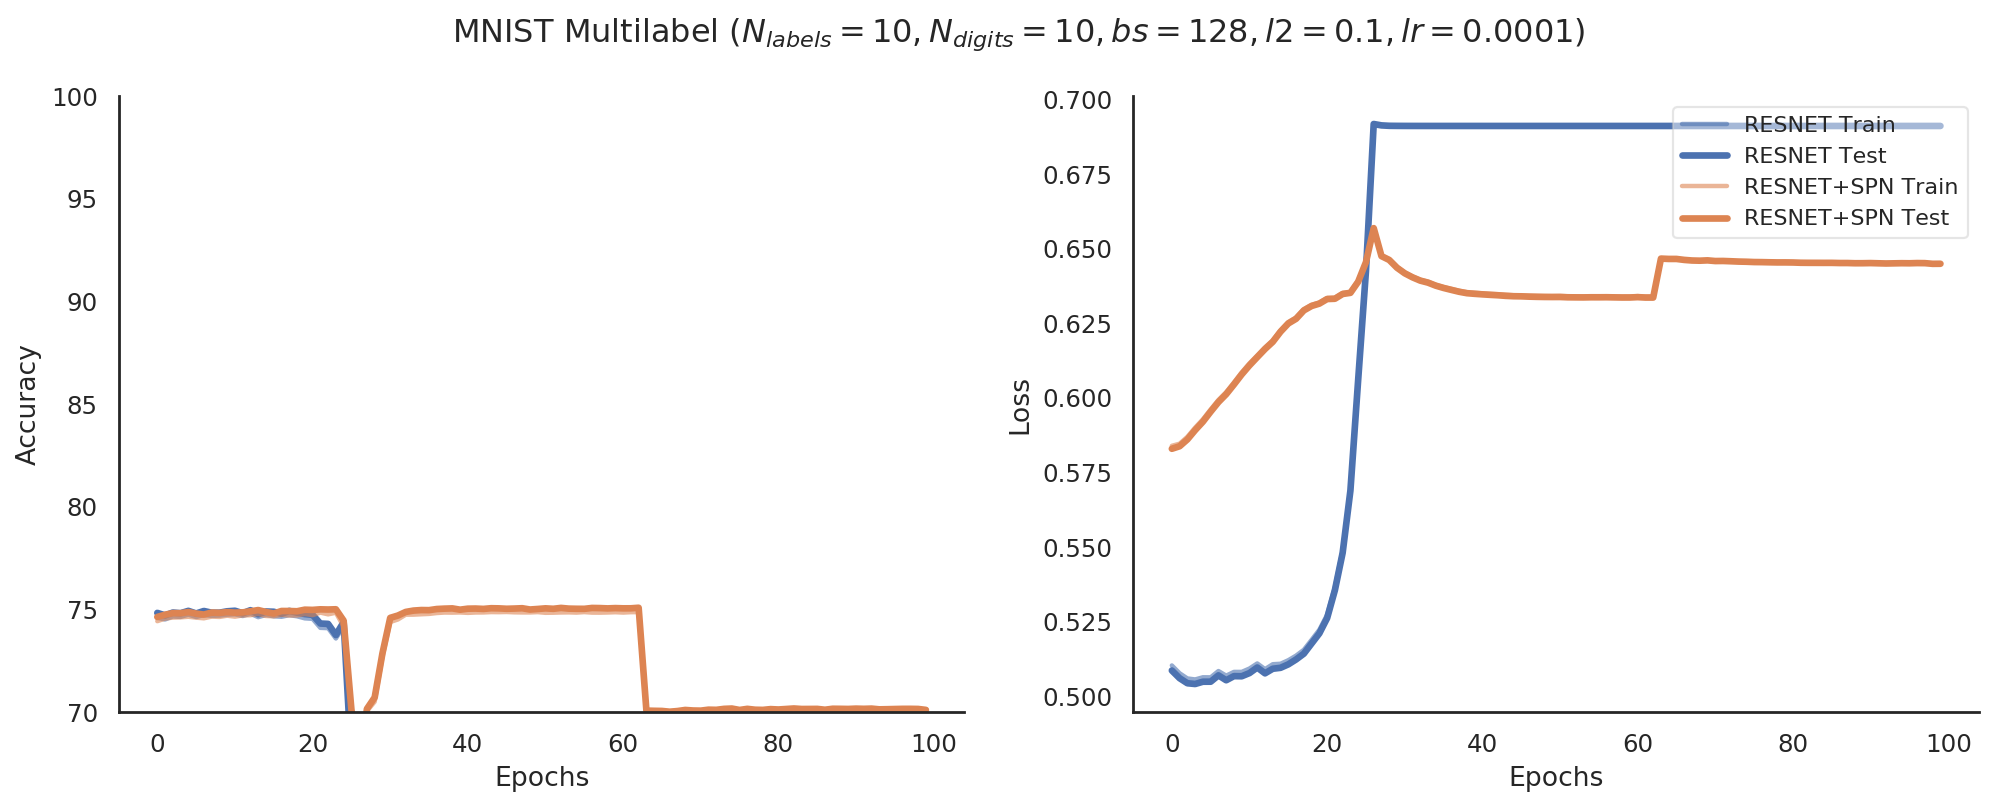 MNIST Multilabel (N_labels = 10, N_digits = 10, bs = 128, l2 = 0.1, lr = 0.0001)
100
95
90
85
80
75
70
Accuracy
0 20 40 60 80 100
Epochs
0.700
0.675
0.650
0.625
0.600
0.575
0.550
0.525
0.500
Loss
RESNET Train
RESNET Test
RESNET+SPN Train
RESNET+SPN Test
0 20 40 60 80 100
Epochs